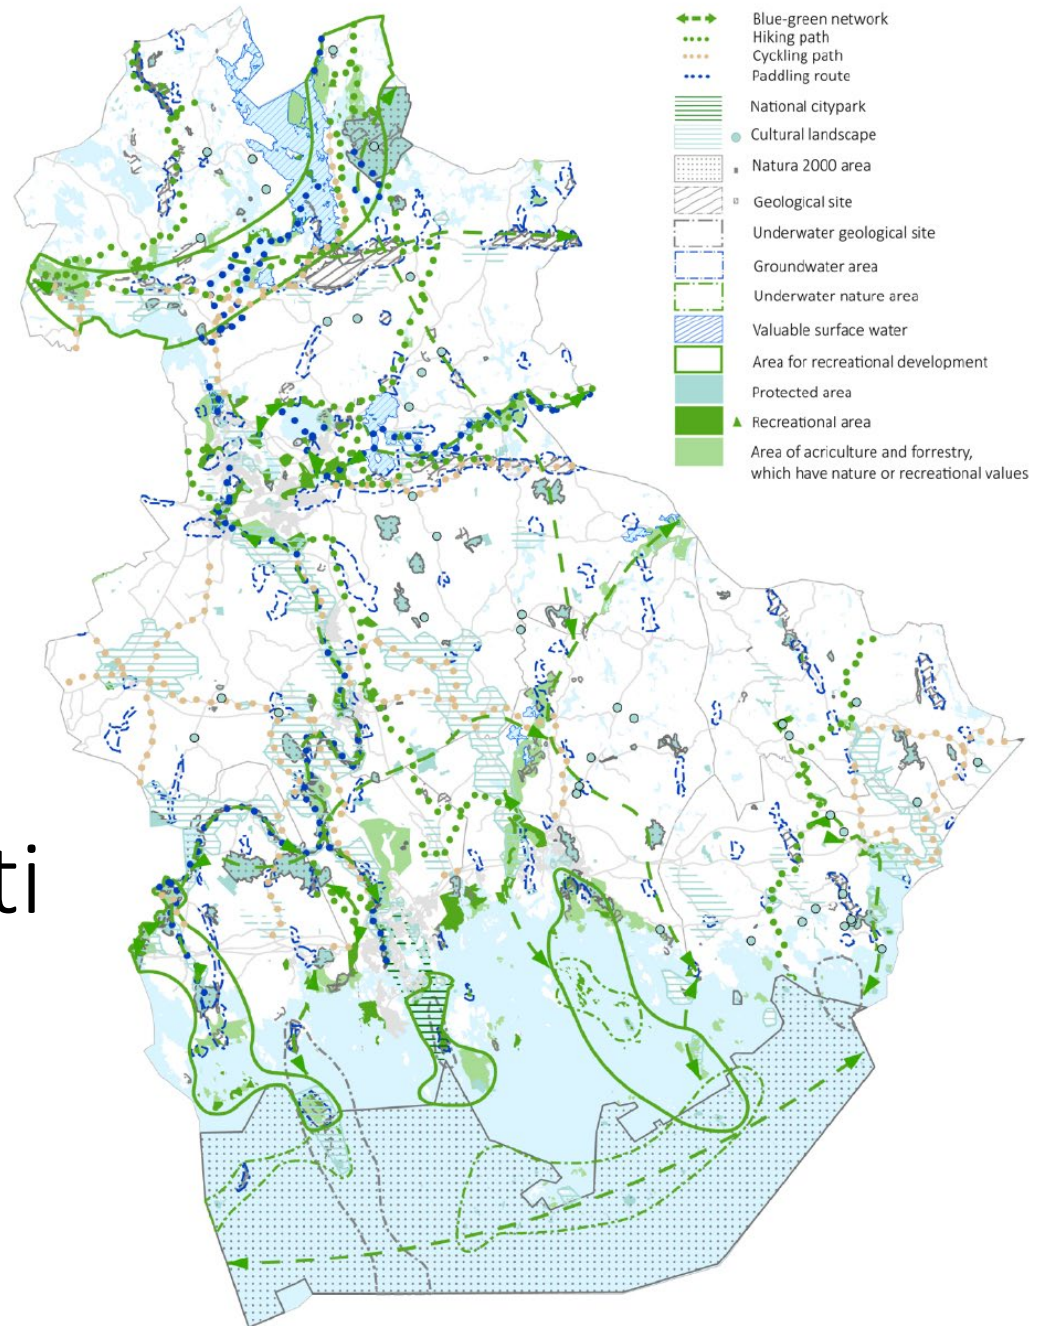 Blue-green network
Hiking path
Cyckling path
Paddling route
National citypark
Cultural landscape
Natura 2000 area
Geological site
Underwater geological site
Groundwater area
Underwater nature area
Valuable surface water
Area for recreational development
Protected area
Recreational area
Area of acriculture and forrestry,
which have nature or recreational values
ti